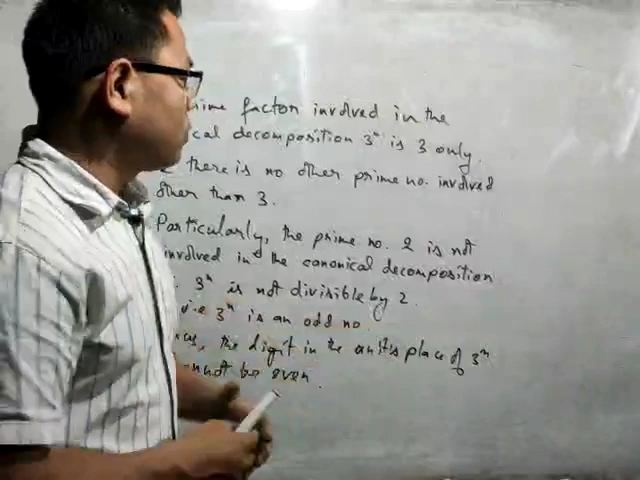 prime factor involved in the
decomposition 3ⁿ is 3 only.
there is no other prime no. involved
other than 3.
Particularly, the prime no. 2 is not
involved in the canonical decomposition
3ⁿ is not divisible by 2.
i.e 3ⁿ is an odd no.
the digit in the unit's place of 3ⁿ
be even.